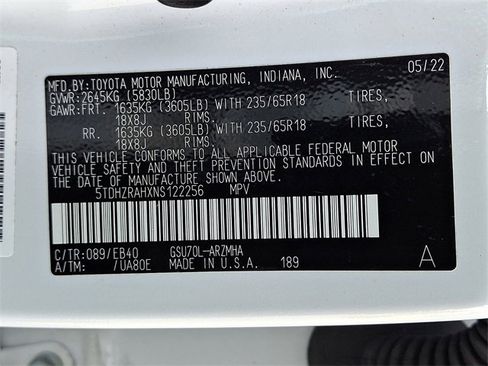 MFD.BY:TOYOTA MOTOR MANUFACTURING, INDIANA, INC. 05/22
GVWR:2645KG (5830LB)
GAWR:FRT. 1635KG (3605LB) WITH 235/65R18 TIRES,
18X8J RIMS.
RR. 1635KG (3605LB) WITH 235/65R18 TIRES,
18X8J RIMS.
THIS VEHICLE CONFORMS TO ALL APPLICABLE FEDERAL MOTOR
VEHICLE SAFETY AND THEFT PREVENTION STANDARDS IN EFFECT ON THE
DATE OF MANUFACTURE SHOWN ABOVE.
5TDHZRAHXNS122256 MPV
C/TR:089/EB40 GSU70L-ARZMHA A
A/TM: /UA80E MADE IN U.S.A. 189